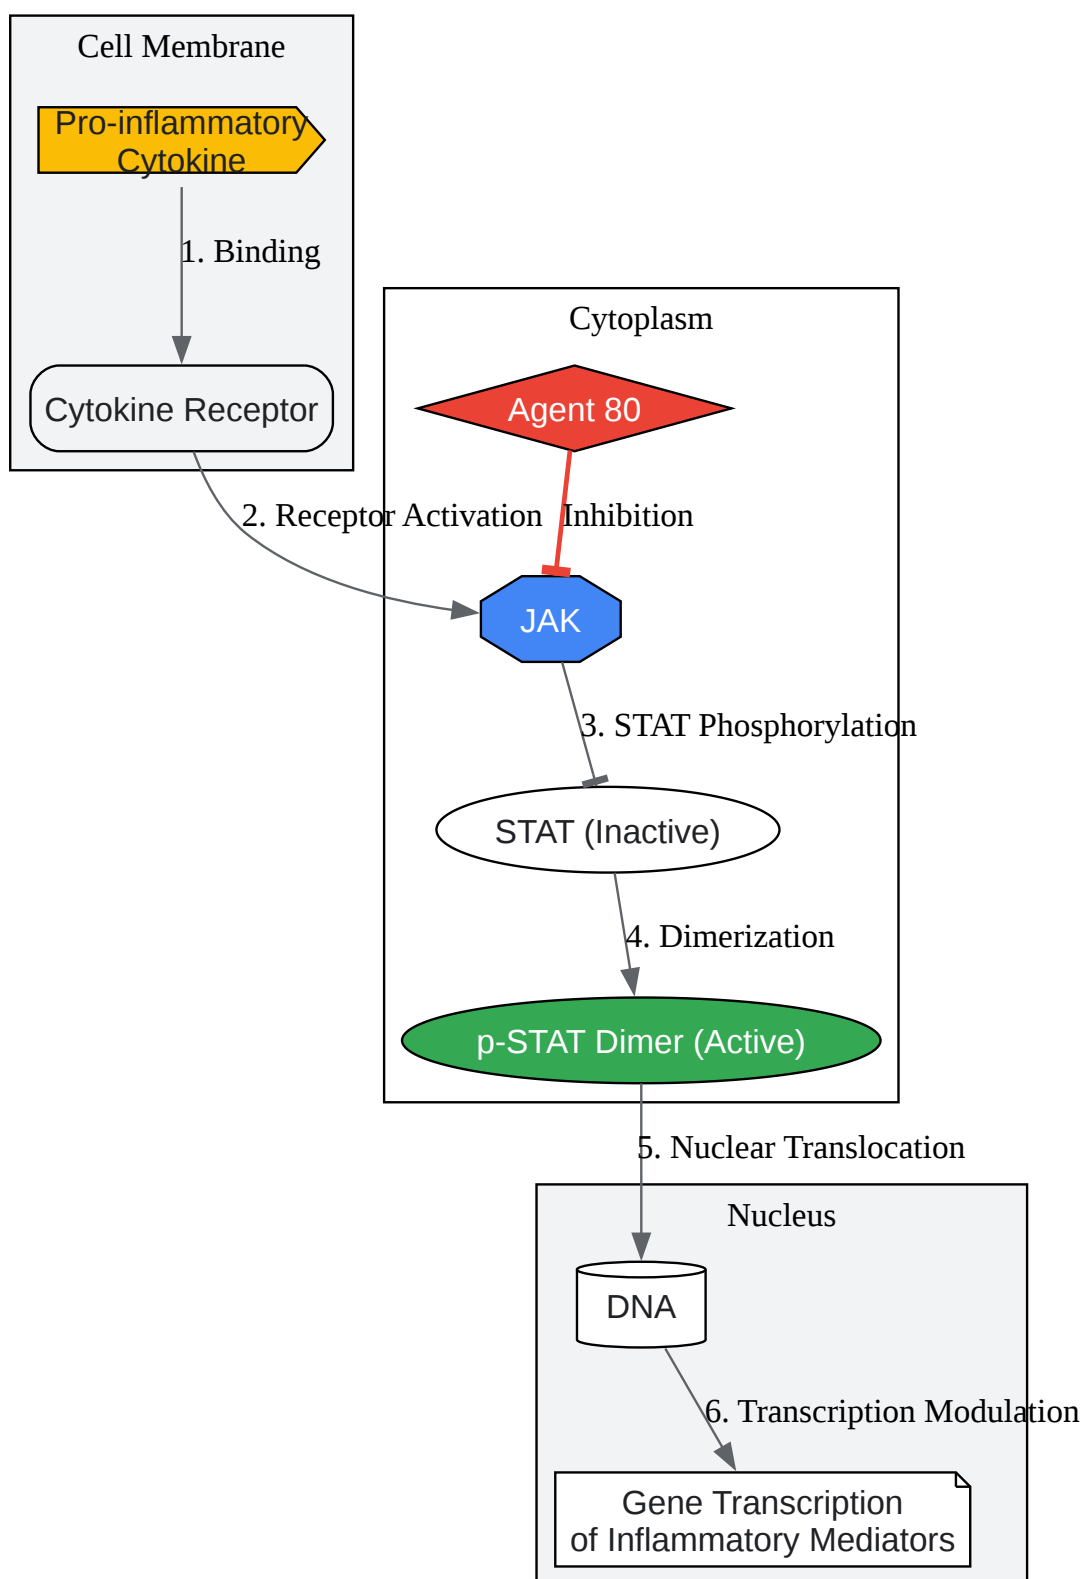 Cell Membrane
Pro-inflammatory
Cytokine
1. Binding
Cytokine Receptor
Cytoplasm
Agent 80
2. Receptor Activation
Inhibition
JAK
3. STAT Phosphorylation
STAT (Inactive)
4. Dimerization
p-STAT Dimer (Active)
5. Nuclear Translocation
Nucleus
DNA
6. Transcription Modulation
Gene Transcription
of Inflammatory Mediators